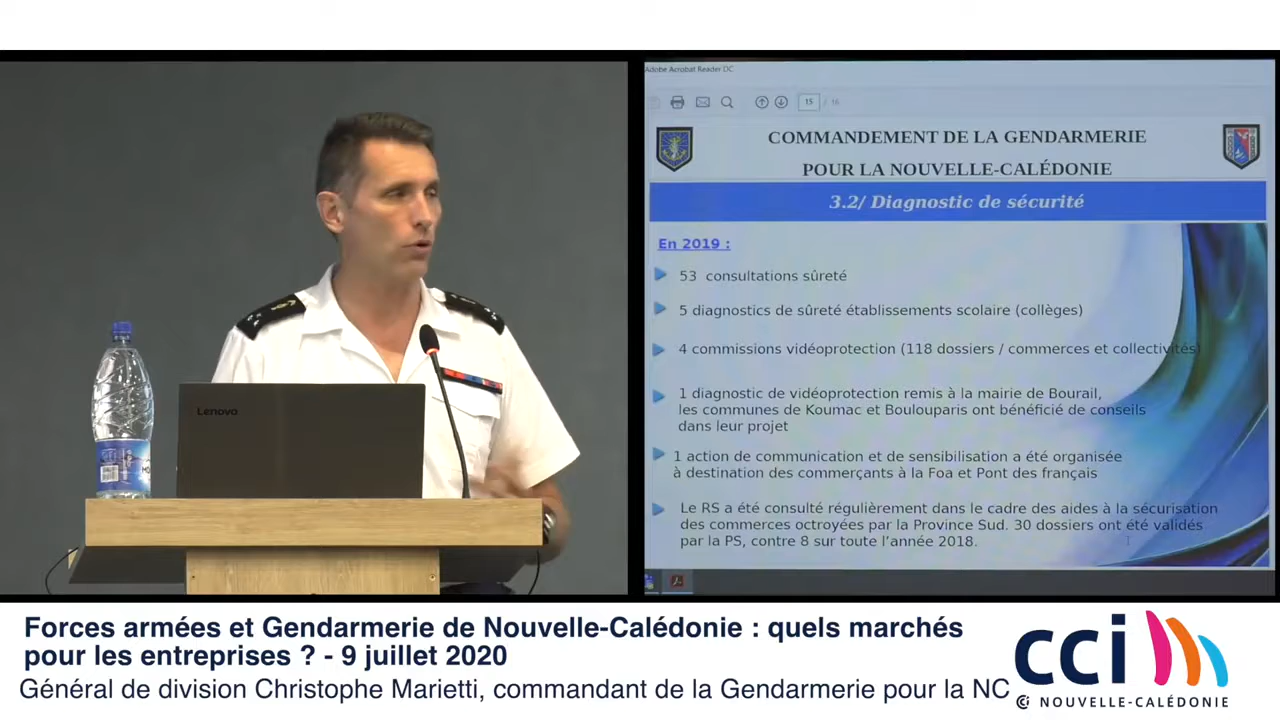 Adobe Acrobat Reader DC
15 / 16
COMMANDEMENT DE LA GENDARMERIE
POUR LA NOUVELLE-CALÉDONIE
3.2/ Diagnostic de sécurité
En 2019 :
53 consultations sûreté
5 diagnostics de sûreté établissements scolaire (collèges)
4 commissions vidéoprotection (118 dossiers / commerces et collectivités)
1 diagnostic de vidéoprotection remis à la mairie de Bourail,
les communes de Koumac et Boulouparis ont bénéficié de conseils
dans leur projet
1 action de communication et de sensibilisation a été organisée
à destination des commerçants à la Foa et Pont des français
Le RS a été consulté régulièrement dans le cadre des aides à la sécurisation
des commerces octroyées par la Province Sud. 30 dossiers ont été validés
par la PS, contre 8 sur toute l'année 2018.
Lenovo
Forces armées et Gendarmerie de Nouvelle-Calédonie : quels marchés
pour les entreprises ? - 9 juillet 2020
Général de division Christophe Marietti, commandant de la Gendarmerie pour la NC
cci
NOUVELLE-CALÉDONIE